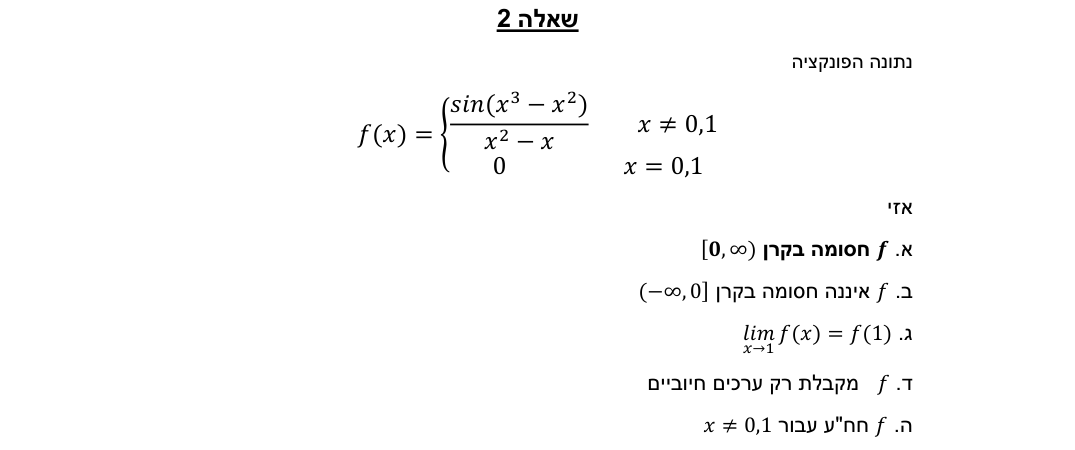 שאלה 2
נתונה הפונקציה
f(x) = { sin(x³ − x²) / (x² − x)   x ≠ 0,1
0   x = 0,1
אזי
א. f חסומה בקרן [0, ∞)
ב. f איננה חסומה בקרן (−∞, 0]
ג. lim x→1 f(x) = f(1)
ד. f מקבלת רק ערכים חיוביים
ה. f חח"ע עבור x ≠ 0,1